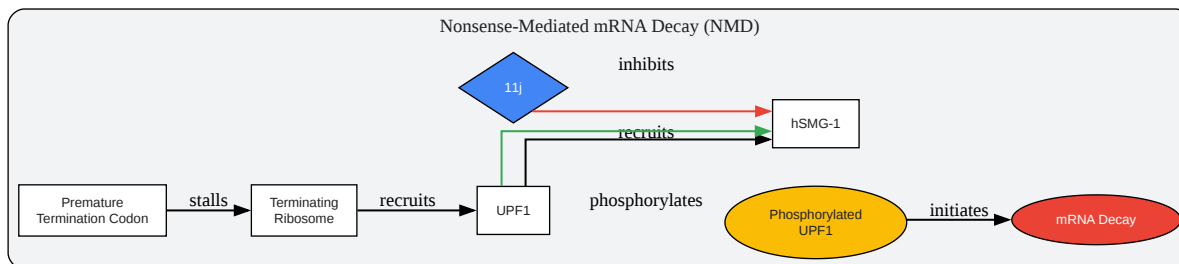 Nonsense-Mediated mRNA Decay (NMD)
inhibits
11j
hSMG-1
recruits
Premature
Termination Codon
stalls
Terminating
Ribosome
recruits
UPF1
phosphorylates
Phosphorylated
UPF1
initiates
mRNA Decay